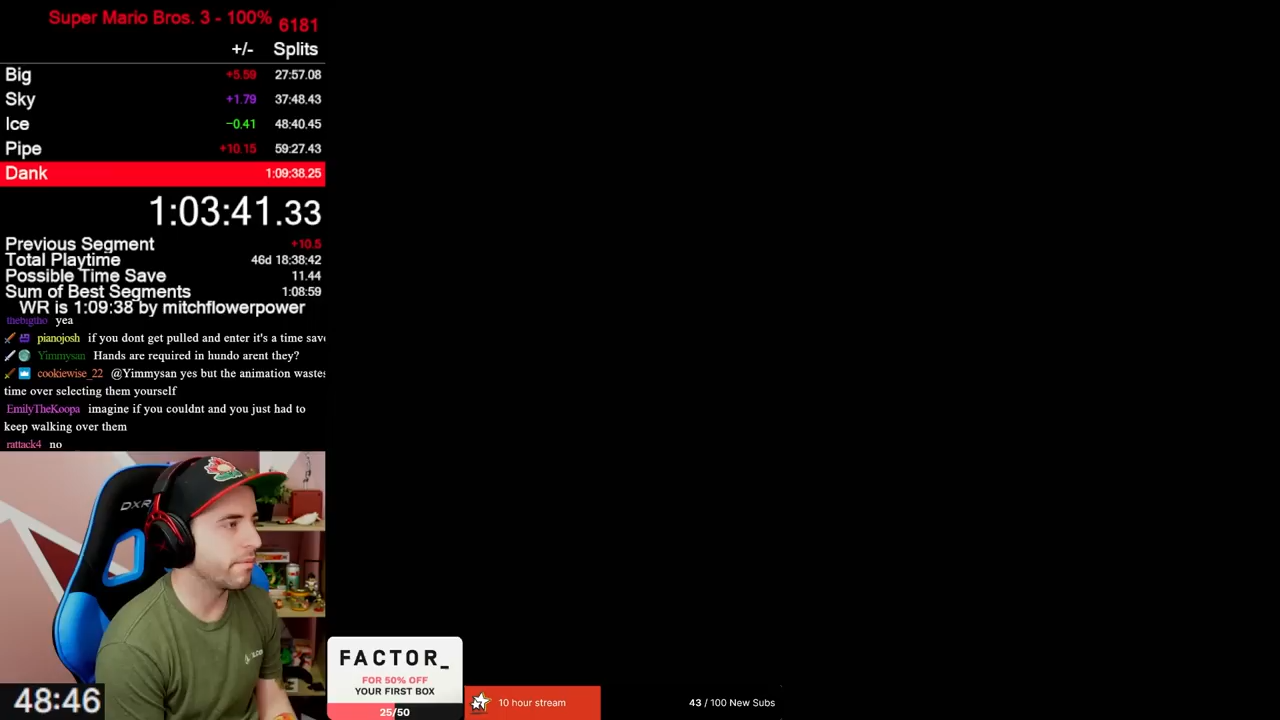 Super Mario Bros. 3 - 100% 6181
+/- Splits
Big +5.59 27:57.08
Sky +1.79 37:48.43
Ice −0.41 48:40.45
Pipe +10.15 59:27.43
Dank 1:09:38.25
1:03:41.33
Previous Segment +10.5
Total Playtime 46d 18:38:42
Possible Time Save 11.44
Sum of Best Segments 1:08:59
WR is 1:09:38 by mitchflowerpower
yea
pianojosh if you dont get pulled and enter it's a time save
Yimmysan Hands are required in hundo arent they?
cookiewise_22 @Yimmysan yes but the animation wastes
time over selecting them yourself
EmilyTheKoopa imagine if you couldnt and you just had to
keep walking over them
rattack4 no
DXR
48:46
FACTOR_
FOR 50% OFF
YOUR FIRST BOX
25/50
10 hour stream
43 / 100 New Subs